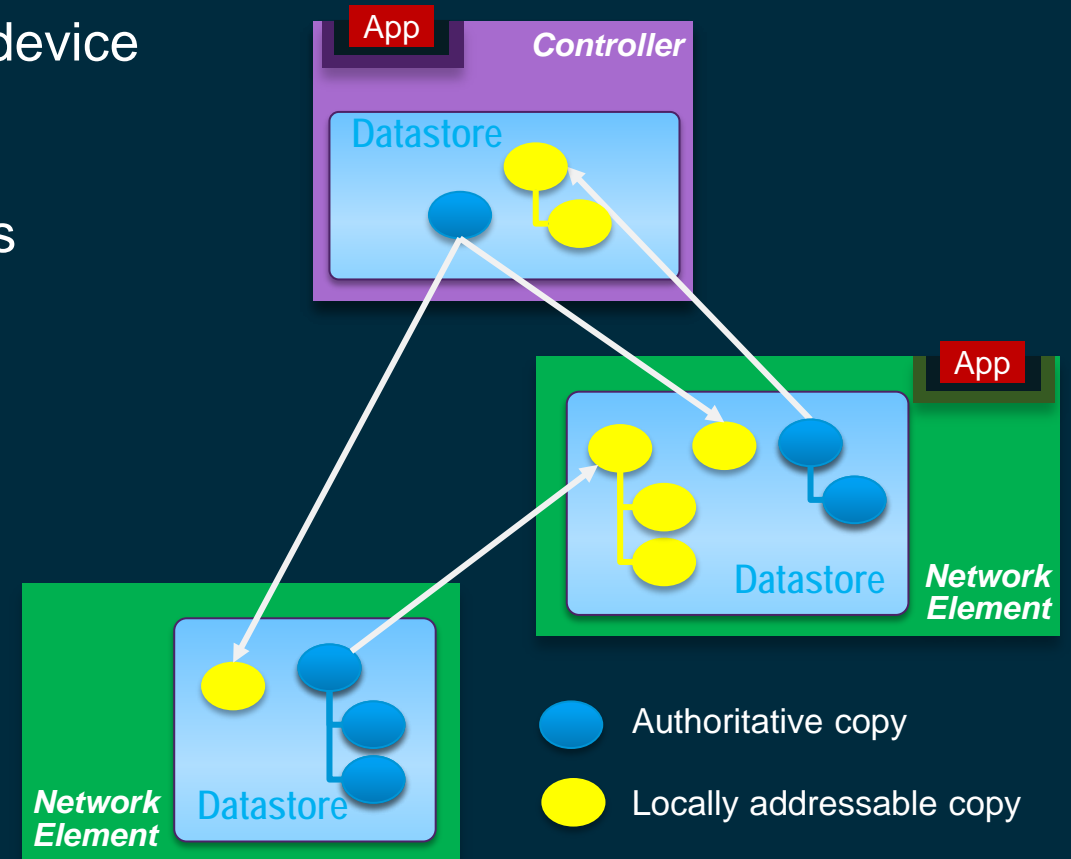 device
s
App
Controller
Datastore
App
Datastore
Network
Element
Network
Element
Datastore
Authoritative copy
Locally addressable copy